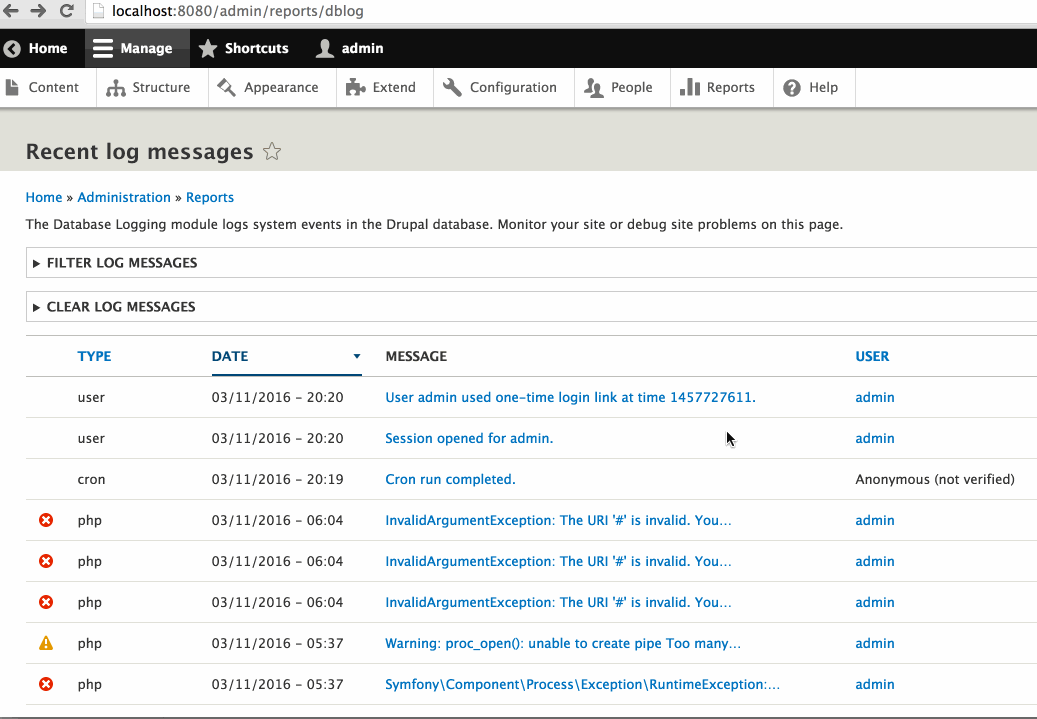 localhost:8080/admin/reports/dblog
Home Manage Shortcuts admin
Content Structure Appearance Extend Configuration People Reports Help
Recent log messages
Home » Administration » Reports
The Database Logging module logs system events in the Drupal database. Monitor your site or debug site problems on this page.
FILTER LOG MESSAGES
CLEAR LOG MESSAGES
TYPE DATE MESSAGE USER
user 03/11/2016 - 20:20 User admin used one-time login link at time 1457727611. admin
user 03/11/2016 - 20:20 Session opened for admin. admin
cron 03/11/2016 - 20:19 Cron run completed. Anonymous (not verified)
php 03/11/2016 - 06:04 InvalidArgumentException: The URI '#' is invalid. You… admin
php 03/11/2016 - 06:04 InvalidArgumentException: The URI '#' is invalid. You… admin
php 03/11/2016 - 06:04 InvalidArgumentException: The URI '#' is invalid. You… admin
php 03/11/2016 - 05:37 Warning: proc_open(): unable to create pipe Too many… admin
php 03/11/2016 - 05:37 Symfony\Component\Process\Exception\RuntimeException:… admin